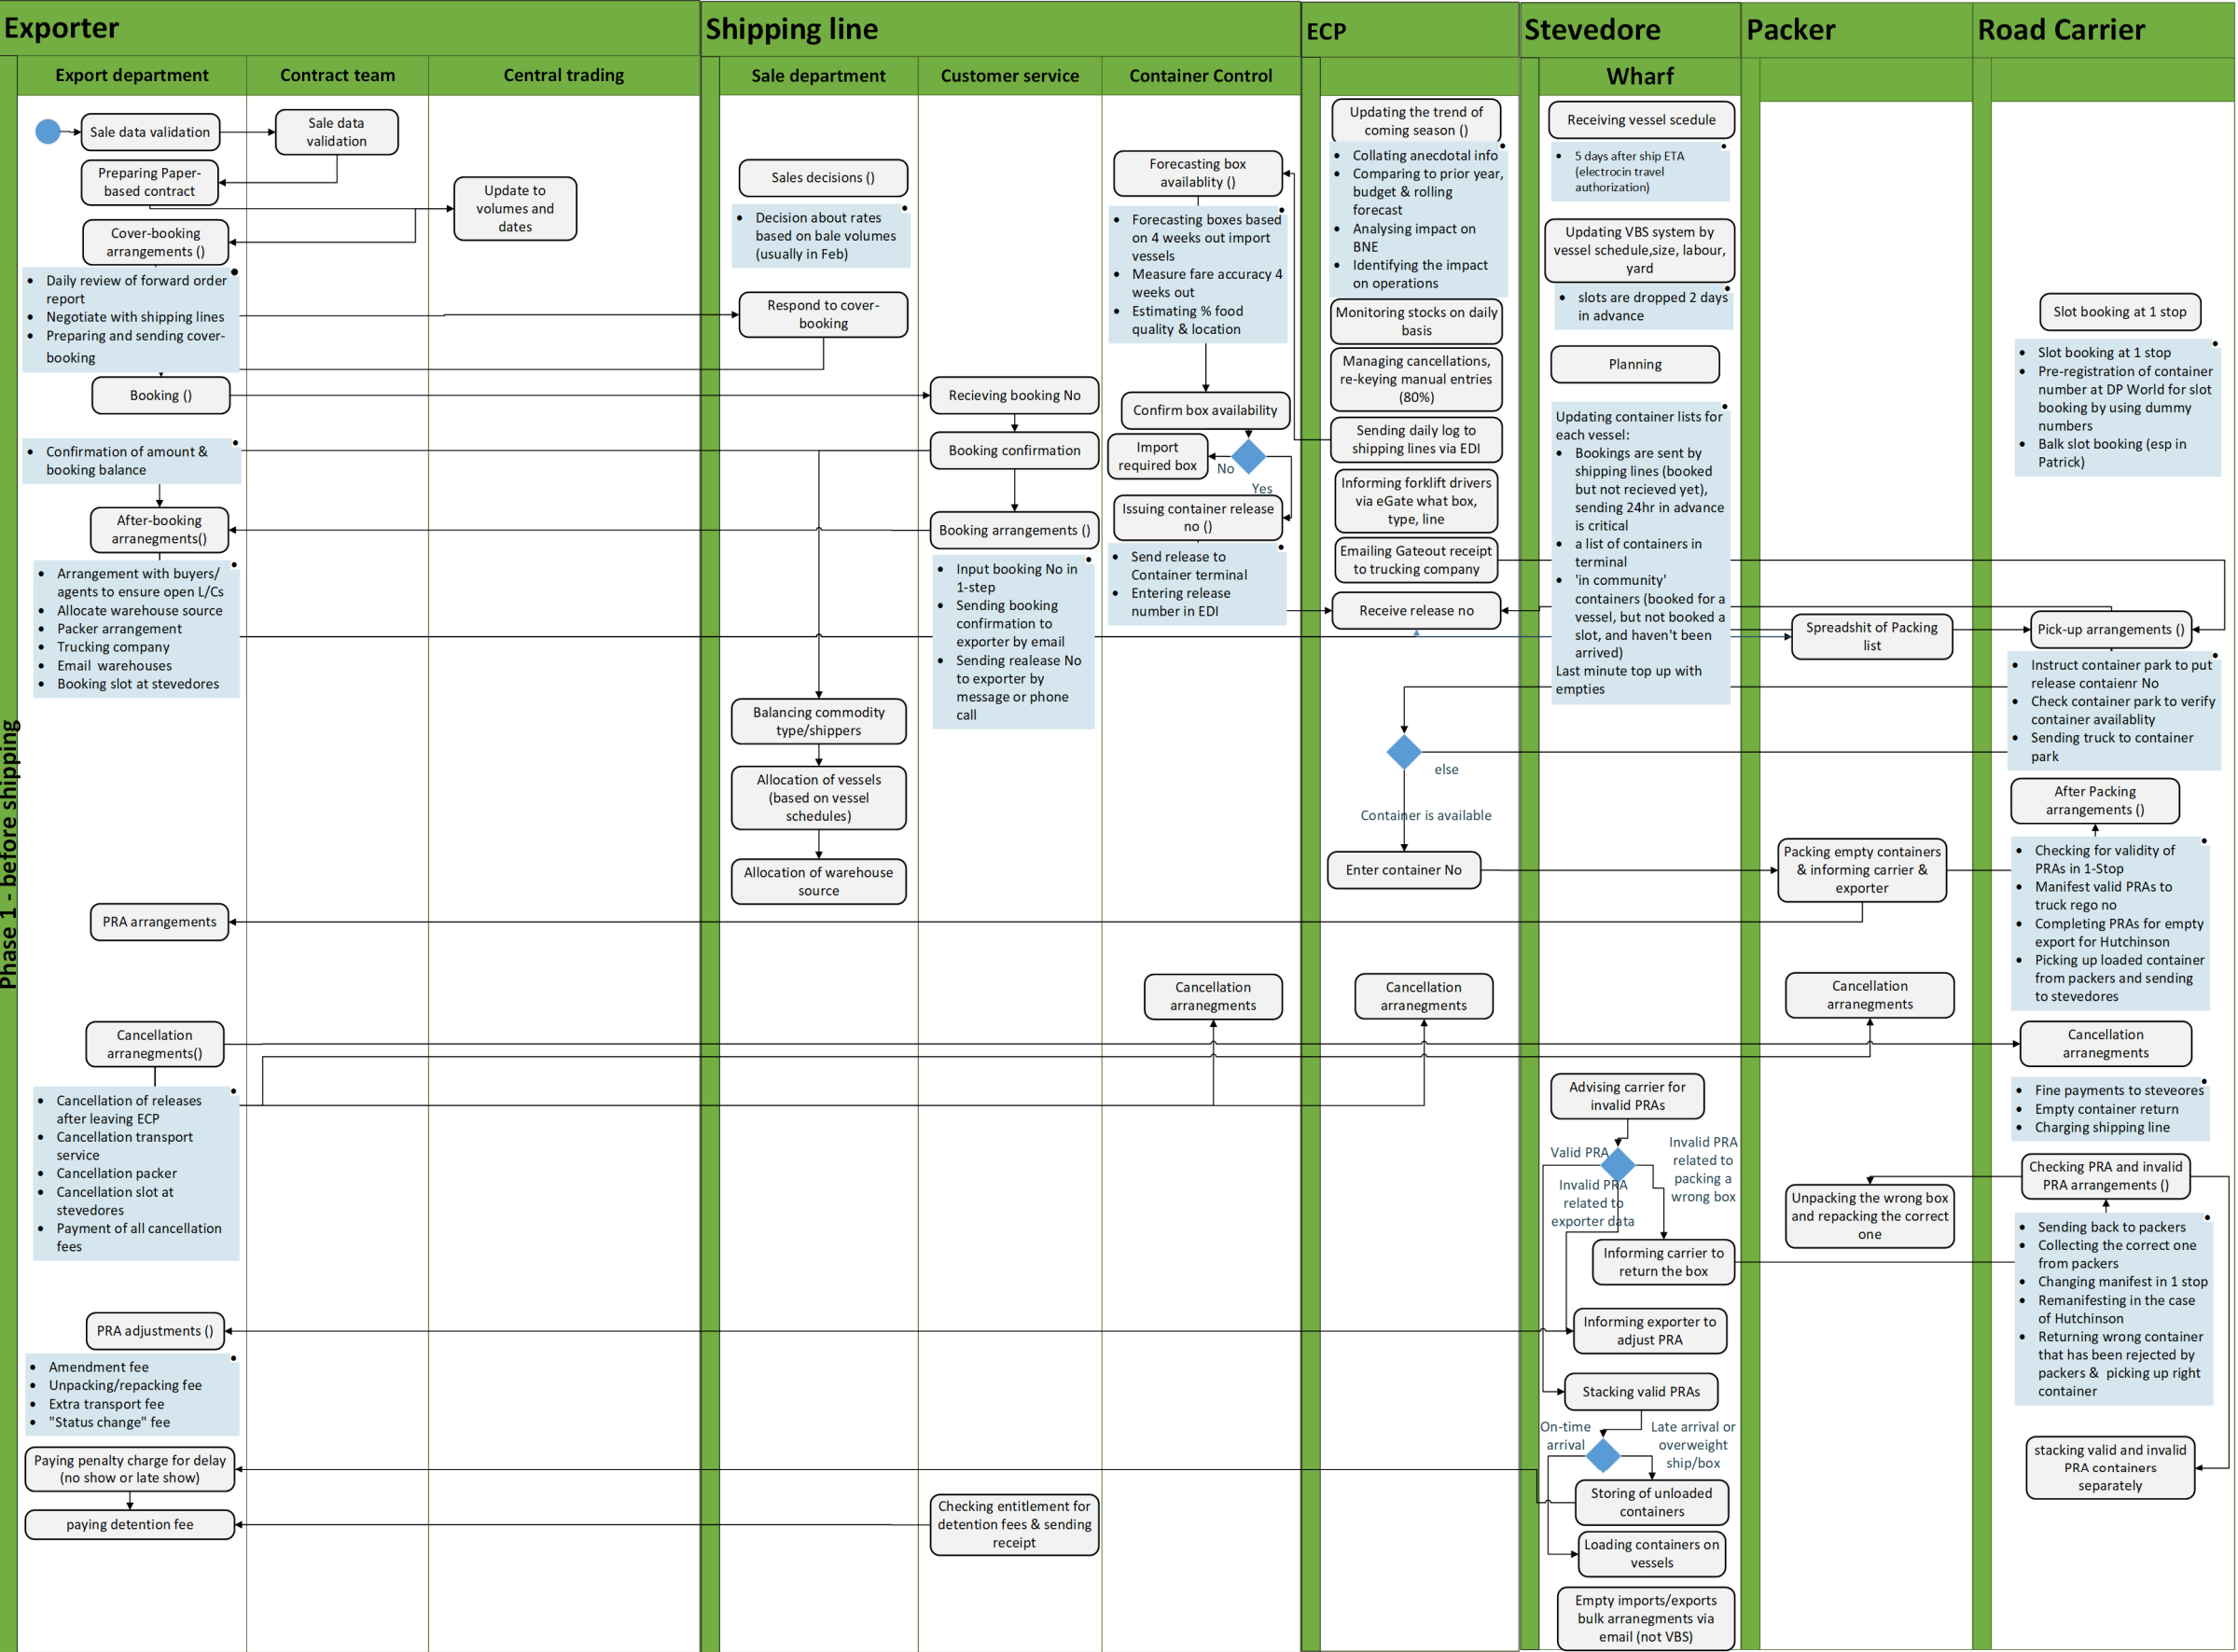 Exporter
Shipping line
ECP
Stevedore
Packer
Road Carrier
Export department
Contract team
Central trading
Sale department
Customer service
Container Control
Wharf
Phase 1 - before shipping
Sale data validation
Preparing Paper-
based contract
Cover-booking
arrangements ()
• Daily review of forward order
report
• Negotiate with shipping lines
• Preparing and sending cover-
booking
Booking ()
• Confirmation of amount &
booking balance
After-booking
arranegments()
• Arrangement with buyers/
agents to ensure open L/Cs
• Allocate warehouse source
• Packer arrangement
• Trucking company
• Email  warehouses
• Booking slot at stevedores
PRA arrangements
Cancellation
arranegments()
• Cancellation of releases
after leaving ECP
• Cancellation transport
service
• Cancellation packer
• Cancellation slot at
stevedores
• Payment of all cancellation
fees
PRA adjustments ()
• Amendment fee
• Unpacking/repacking fee
• Extra transport fee
• "Status change" fee
Paying penalty charge for delay
(no show or late show)
paying detention fee
Sale data
validation
Update to
volumes and
dates
Sales decisions ()
• Decision about rates
based on bale volumes
(usually in Feb)
Respond to cover-
booking
Balancing commodity
type/shippers
Allocation of vessels
(based on vessel
schedules)
Allocation of warehouse
source
Recieving booking No
Booking confirmation
Booking arrangements ()
• Input booking No in
1-step
• Sending booking
confirmation to
exporter by email
• Sending realease No
to exporter by
message or phone
call
Checking entitlement for
detention fees & sending
receipt
Forecasting box
availablity ()
• Forecasting boxes based
on 4 weeks out import
vessels
• Measure fare accuracy 4
weeks out
• Estimating % food
quality & location
Confirm box availability
Import
required box
No
Yes
Issuing container release
no ()
• Send release to
Container terminal
• Entering release
number in EDI
Cancellation
arranegments
Updating the trend of
coming season ()
• Collating anecdotal info
• Comparing to prior year,
budget & rolling
forecast
• Analysing impact on
BNE
• Identifying the impact
on operations
Monitoring stocks on daily
basis
Managing cancellations,
re-keying manual entries
(80%)
Sending daily log to
shipping lines via EDI
Informing forklift drivers
via eGate what box,
type, line
Emailing Gateout receipt
to trucking company
Receive release no
else
Container is available
Enter container No
Cancellation
arranegments
Receiving vessel scedule
• 5 days after ship ETA
(electrocin travel
authorization)
Updating VBS system by
vessel schedule,size, labour,
yard
• slots are dropped 2 days
in advance
Planning
Updating container lists for
each vessel:
• Bookings are sent by
shipping lines (booked
but not recieved yet),
sending 24hr in advance
is critical
• a list of containers in
terminal
• 'in community'
containers (booked for a
vessel, but not booked a
slot, and haven't been
arrived)
Last minute top up with
empties
Advising carrier for
invalid PRAs
Valid PRA
Invalid PRA
related to
packing a
wrong box
Invalid PRA
related to
exporter data
Informing carrier to
return the box
Informing exporter to
adjust PRA
Stacking valid PRAs
On-time
arrival
Late arrival or
overweight
ship/box
Storing of unloaded
containers
Loading containers on
vessels
Empty imports/exports
bulk arranegments via
email (not VBS)
Spreadshit of Packing
list
Packing empty containers
& informing carrier &
exporter
Cancellation
arranegments
Unpacking the wrong box
and repacking the correct
one
Slot booking at 1 stop
• Slot booking at 1 stop
• Pre-registration of container
number at DP World for slot
booking by using dummy
numbers
• Balk slot booking (esp in
Patrick)
Pick-up arrangements ()
• Instruct container park to put
release contaienr No
• Check container park to verify
container availablity
• Sending truck to container
park
After Packing
arrangements ()
• Checking for validity of
PRAs in 1-Stop
• Manifest valid PRAs to
truck rego no
• Completing PRAs for empty
export for Hutchinson
• Picking up loaded container
from packers and sending
to stevedores
Cancellation
arranegments
• Fine payments to steveores
• Empty container return
• Charging shipping line
Checking PRA and invalid
PRA arrangements ()
• Sending back to packers
• Collecting the correct one
from packers
• Changing manifest in 1 stop
• Remanifesting in the case
of Hutchinson
• Returning wrong container
that has been rejected by
packers &  picking up right
container
stacking valid and invalid
PRA containers
separately